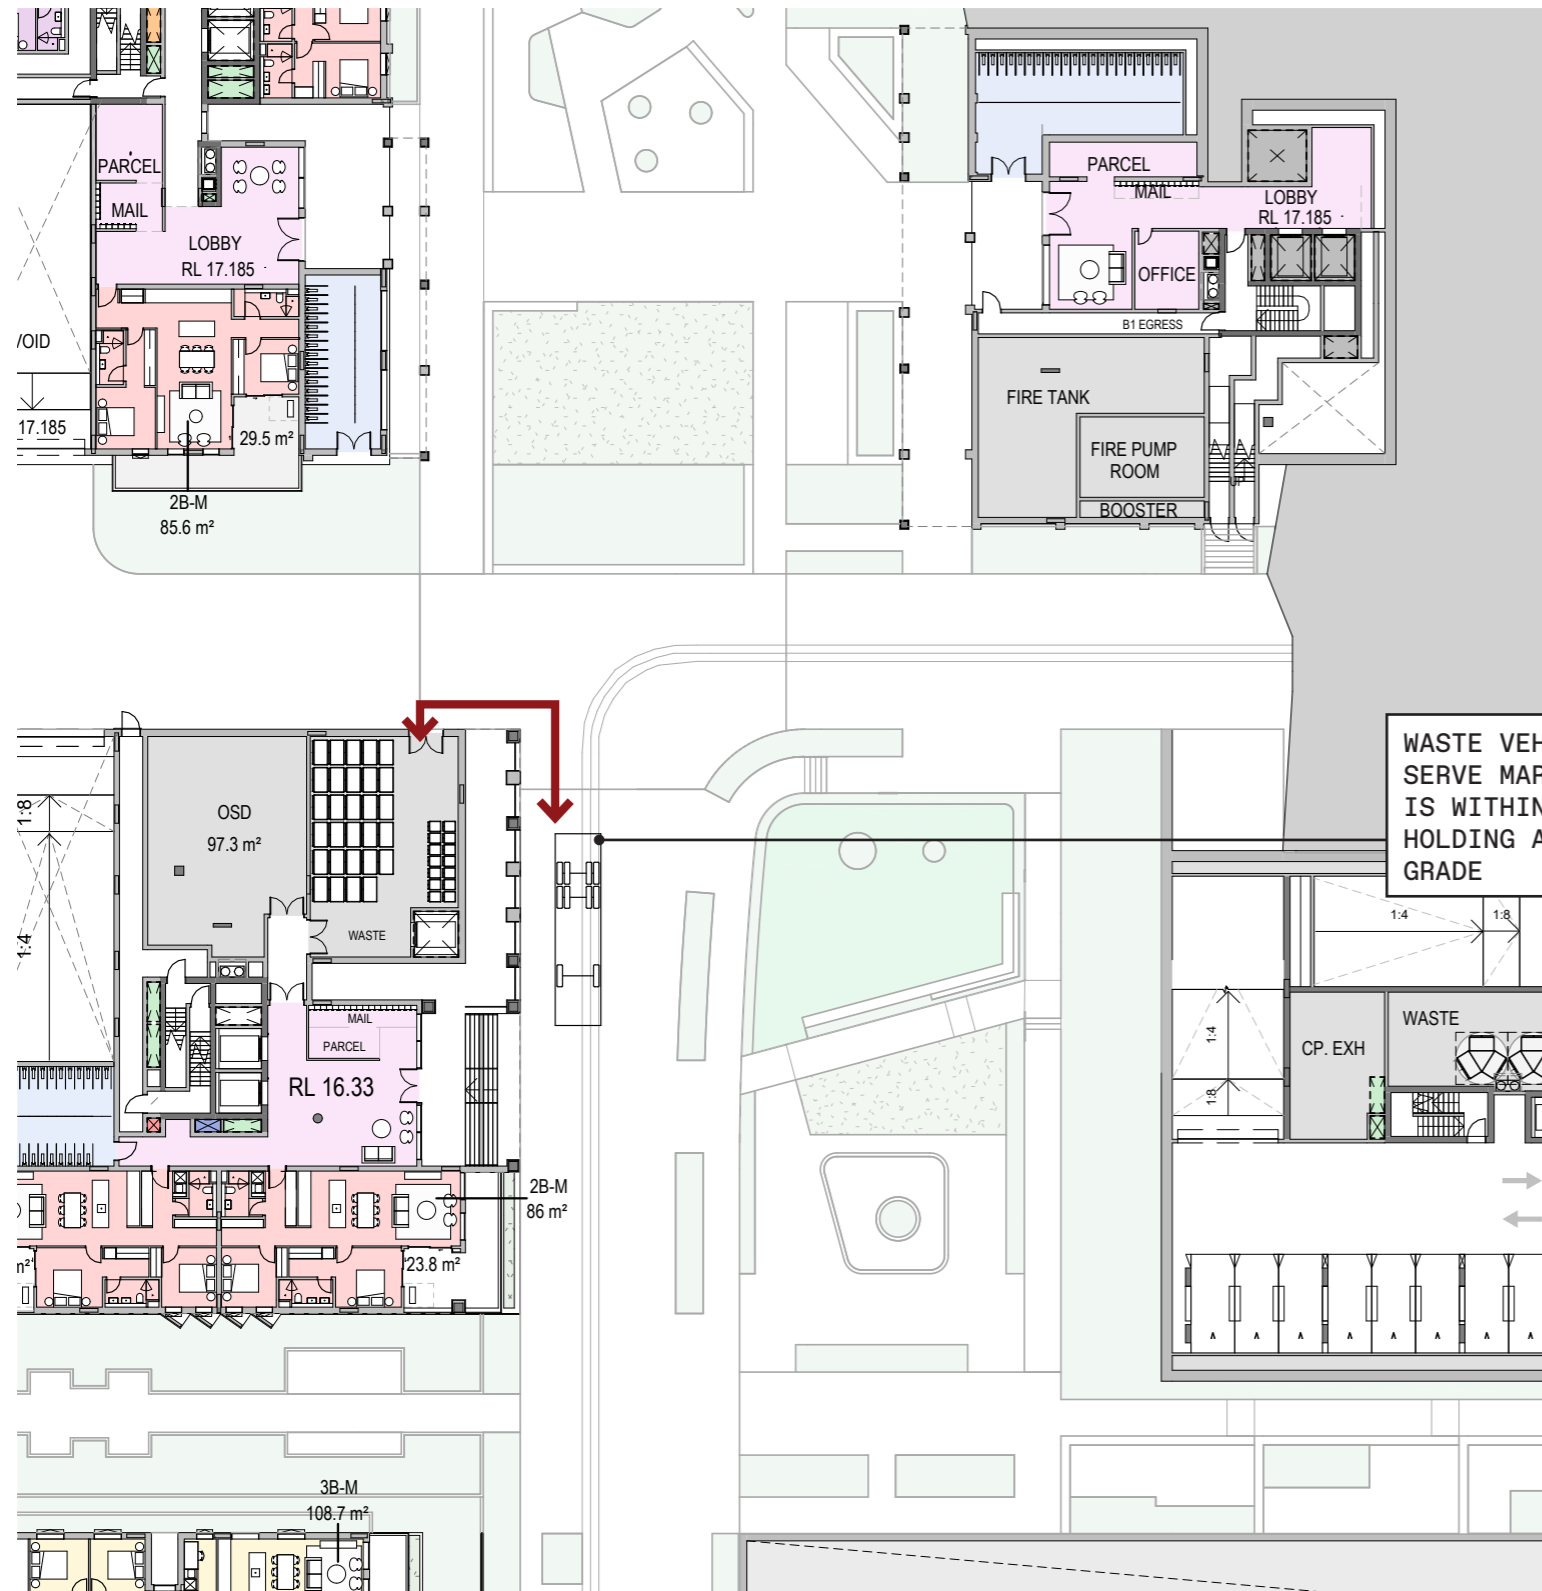 PARCEL
MAIL
LOBBY
RL 17.185
VOID
17.185
29.5 m²
2B-M
85.6 m²
PARCEL
MAIL
LOBBY
RL 17.185
OFFICE
B1 EGRESS
FIRE TANK
FIRE PUMP
ROOM
BOOSTER
OSD
97.3 m²
WASTE
1:8
1:4
MAIL
PARCEL
RL 16.33
2B-M
86 m²
23.8 m²
m²
3B-M
108.7 m²
WASTE VEH
SERVE MAR
IS WITHIN
HOLDING A
GRADE
1:4
1:8
1:4
1:8
CP. EXH
WASTE